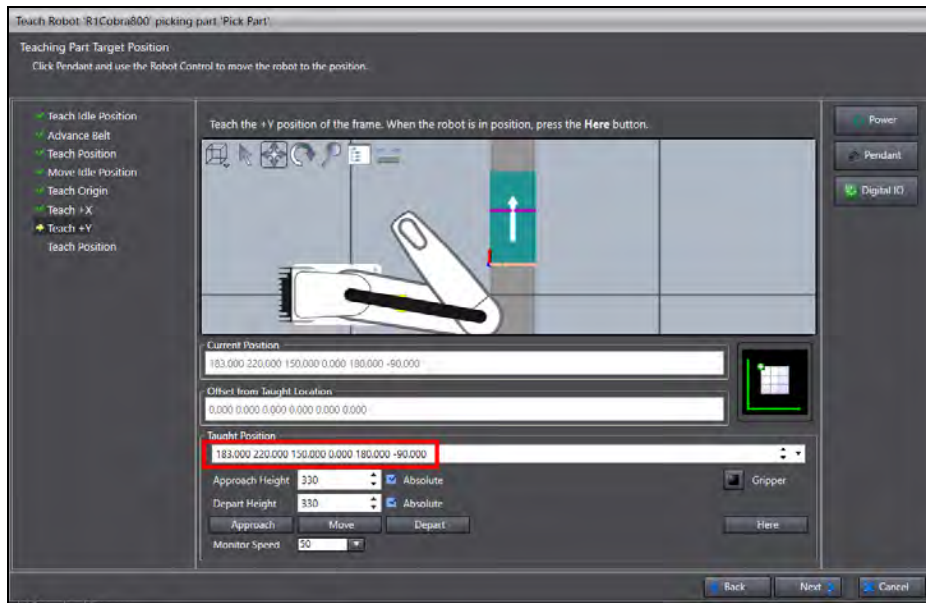 Teach Robot 'R1Cobra800' picking part 'Pick Part'
Teaching Part Target Position
Click Pendant and use the Robot Control to move the robot to the position.
Teach Idle Position
Advance Belt
Teach Position
Move Idle Position
Teach Origin
Teach +X
Teach +Y
Teach Position
Teach the +Y position of the frame. When the robot is in position, press the Here button.
Power
Pendant
Digital IO
Current Position
183.000 220.000 150.000 0.000 180.000 -90.000
Offset from Taught Location
0.000 0.000 0.000 0.000 0.000 0.000
Taught Position
183.000 220.000 150.000 0.000 180.000 -90.000
Approach Height 330 Absolute
Gripper
Depart Height 330 Absolute
Approach Move Depart Here
Monitor Speed 50
Back Next Cancel